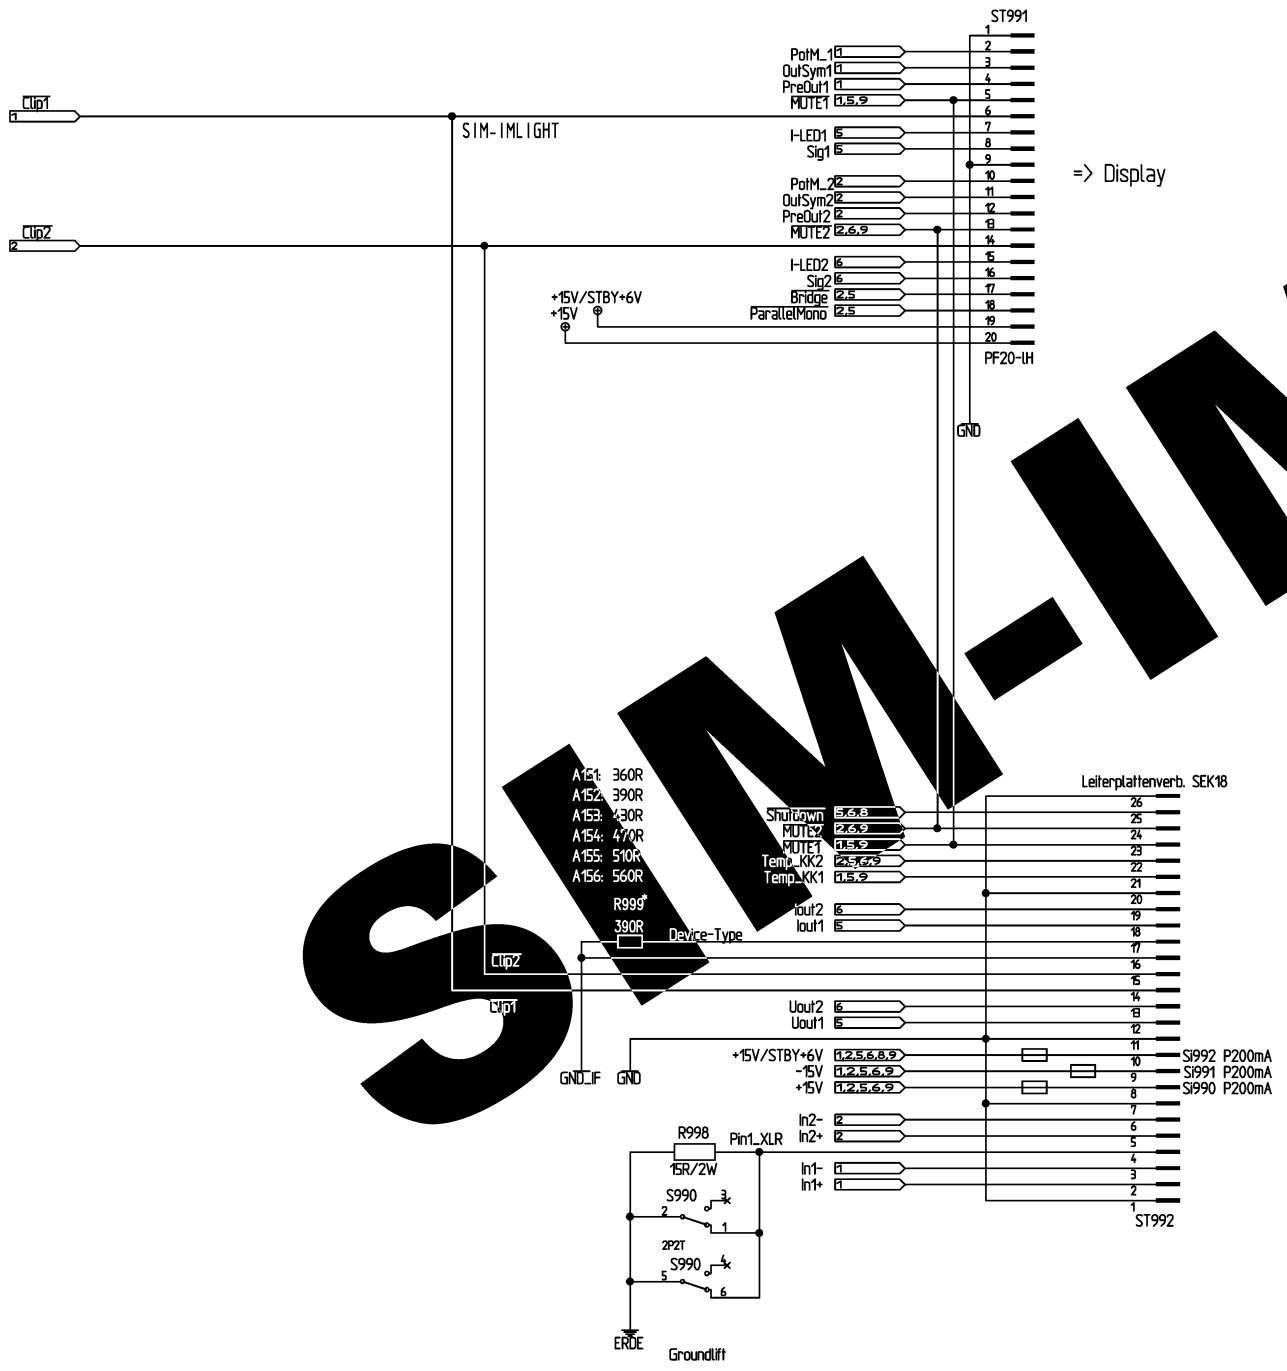 ST991
1
PotM_1 1 2
OutSym1 1 3
PreOut1 1 4
MUTE1 1,5,9 5
Clip1
1 6
SIM-IMLIGHT
I-LED1 5 7
Sig1 5 8
9
=> Display
PotM_2 2 10
OutSym2 2 11
PreOut2 2 12
MUTE2 2,6,9 13
Clip2
2 14
I-LED2 6 15
Sig2 6 16
Bridge 2,5 17
ParallelMono 2,5 18
+15V/STBY+6V 19
+15V 20
PF20-1H
GND
SIM-IM
Leiterplattenverb. SEK18
A151: 360R
A152: 390R
A153: 430R
A154: 470R
A155: 510R
A156: 560R
R999*
390R
Device-Type
26
Shutdown 5,6,8 25
MUTE2 2,6,9 24
MUTE1 1,5,9 23
Temp_KK2 2,5,6,9 22
Temp_KK1 1,5,9 21
20
Iout2 6 19
Iout1 5 18
17
16
Clip2 15
Clip1 14
Uout2 6 13
Uout1 5 12
11
+15V/STBY+6V 1,2,5,6,8,9 10 Si992 P200mA
-15V 1,2,5,6,9 9 Si991 P200mA
+15V 1,2,5,6,9 8 Si990 P200mA
GND_IF GND
7
In2- 2 6
In2+ 2 5
Pin1_XLR 4
In1- 1 3
In1+ 1 2
1
ST992
R998
15R/2W
S990 3
2 1
2P2T
S990 4
5 6
ERDE
Groundlift